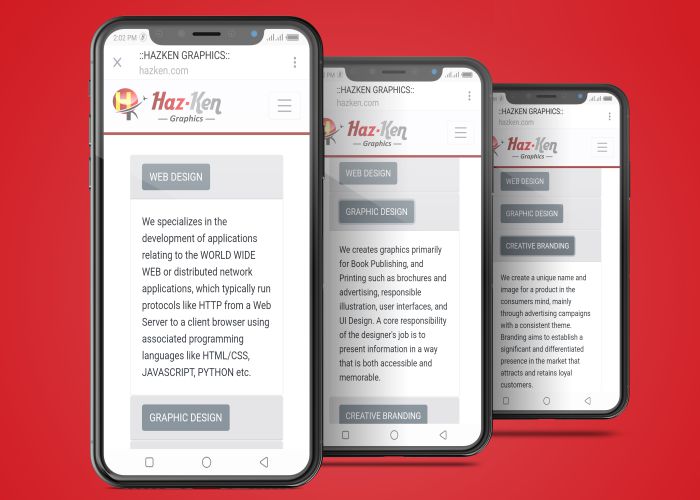 2:02 PM
::HAZKEN GRAPHICS::
hazken.com
H
Haz-Ken
Graphics
WEB DESIGN
We specializes in the
development of applications
relating to the WORLD WIDE
WEB or distributed network
applications, which typically run
protocols like HTTP from a Web
Server to a client browser using
associated programming
languages like HTML/CSS,
JAVASCRIPT, PYTHON etc.
GRAPHIC DESIGN
PM
::HAZKEN GRAPHICS::
hazken.com
Haz-Ken
Graphics
WEB DESIGN
GRAPHIC DESIGN
We creates graphics primarily
for Book Publishing, and
Printing such as brochures and
advertising, responsible
illustration, user interfaces, and
UI Design. A core responsibility
of the designer's job is to
present information in a way
that is both accessible and
memorable.
CREATIVE BRANDING
::HAZKEN GRAPHICS::
hazken.com
Haz-Ken
Graphics
WEB DESIGN
GRAPHIC DESIGN
CREATIVE BRANDING
We create a unique name and
image for a product in the
consumers mind, mainly
through advertising campaigns
with a consistent theme.
Branding aims to establish a
significant and differentiated
presence in the market that
attracts and retains loyal
customers.